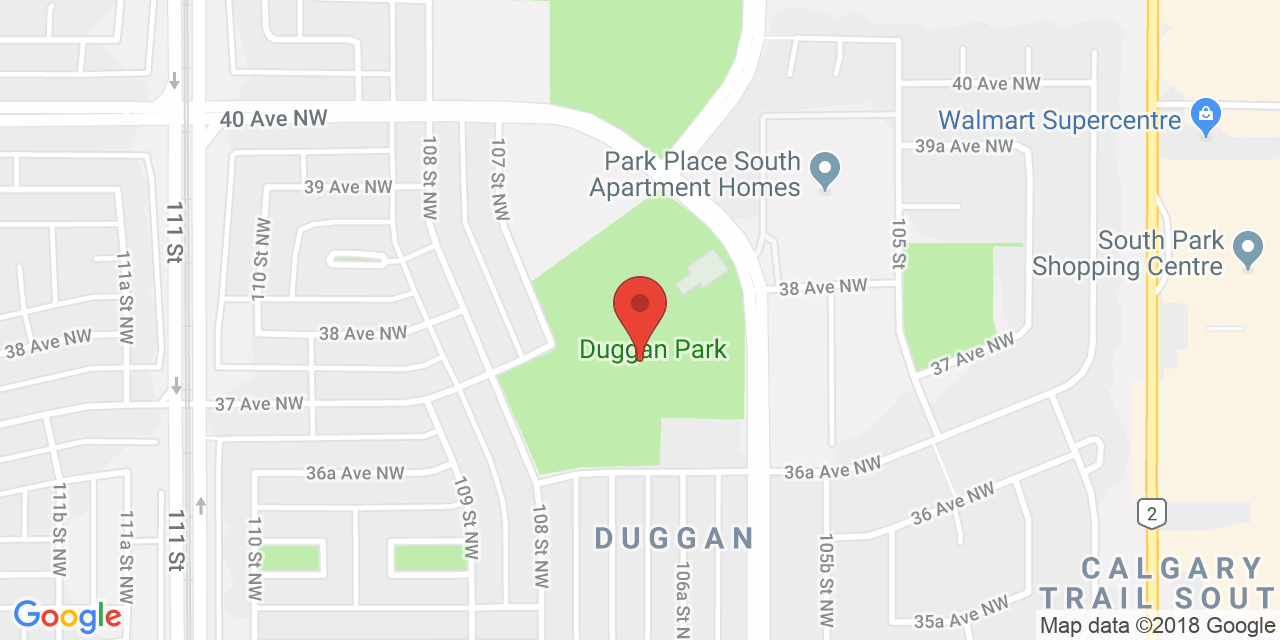 40 Ave NW
40 Ave NW
Walmart Supercentre
39a Ave NW
Park Place South
Apartment Homes
108 St NW
107 St NW
39 Ave NW
111 St
110 St NW
111a St NW
105 St
South Park
Shopping Centre
38 Ave NW
38 Ave NW
38 Ave NW
Duggan Park
37 Ave NW
37 Ave NW
36a Ave NW
36a Ave NW
109 St NW
111b St NW
111a St NW
111 St
110 St NW
108 St NW
36 Ave NW
2
DUGGAN
105b St NW
106a St N
CALGARY
TRAIL SOUT
35a Ave NW
Google
Map data ©2018 Google